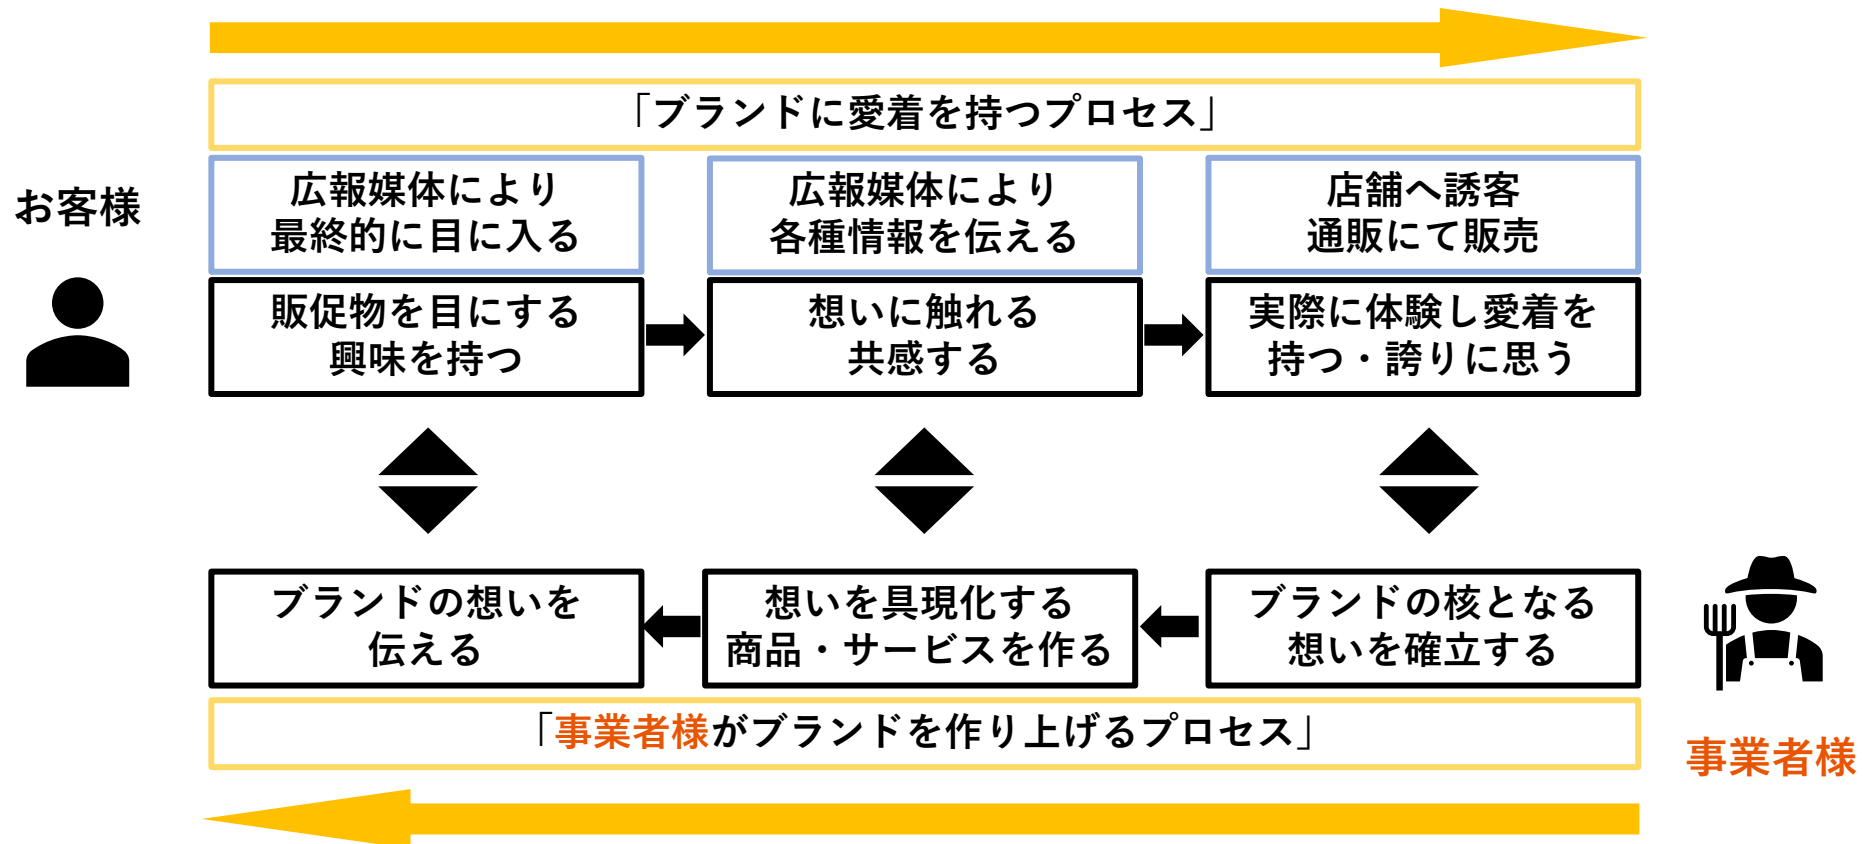 「ブランドに愛着を持つプロセス」
お客様
広報媒体により
最終的に目に入る
広報媒体により
各種情報を伝える
店舗へ誘客
通販にて販売
販促物を目にする
興味を持つ
想いに触れる
共感する
実際に体験し愛着を
持つ・誇りに思う
ブランドの想いを
伝える
想いを具現化する
商品・サービスを作る
ブランドの核となる
想いを確立する
「事業者様がブランドを作り上げるプロセス」
事業者様